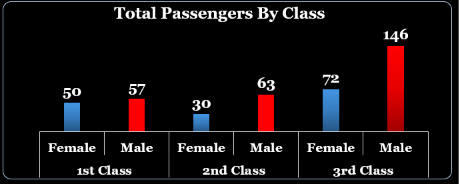 Total Passengers By Class
50 57 30 63 72 146
Female Male Female Male Female Male
1st Class 2nd Class 3rd Class